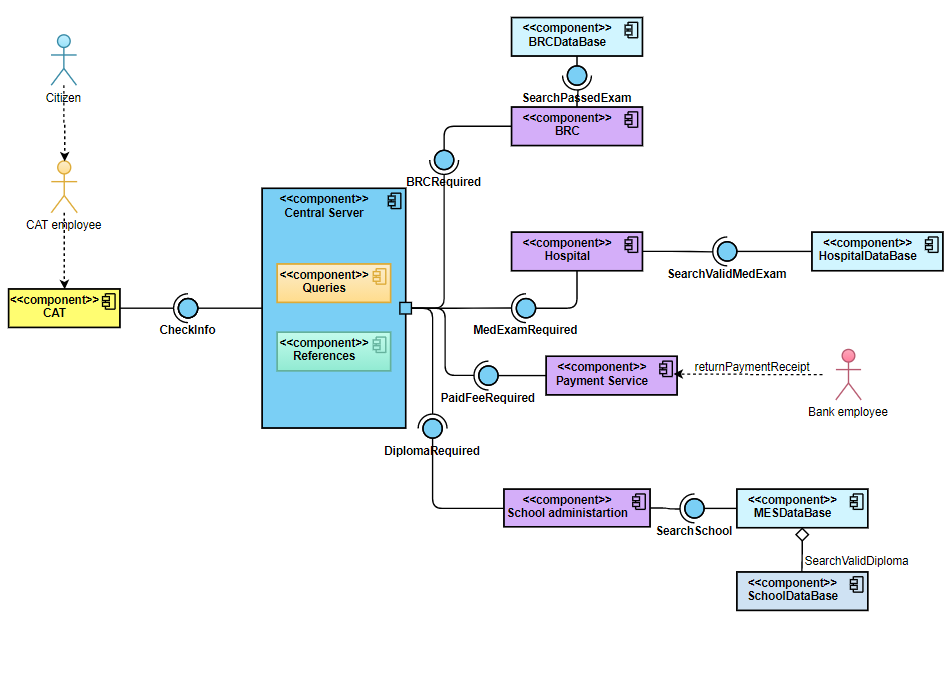 <<component>>
BRCDataBase
SearchPassedExam
<<component>>
BRC
Citizen
BRCRequired
<<component>>
Central Server
CAT employee
<<component>>
Hospital
<<component>>
HospitalDataBase
SearchValidMedExam
<<component>>
Queries
<<component>>
CAT
CheckInfo
MedExamRequired
<<component>>
References
<<component>>
Payment Service
returnPaymentReceipt
PaidFeeRequired
Bank employee
DiplomaRequired
<<component>>
School administartion
<<component>>
MESDataBase
SearchSchool
SearchValidDiploma
<<component>>
SchoolDataBase